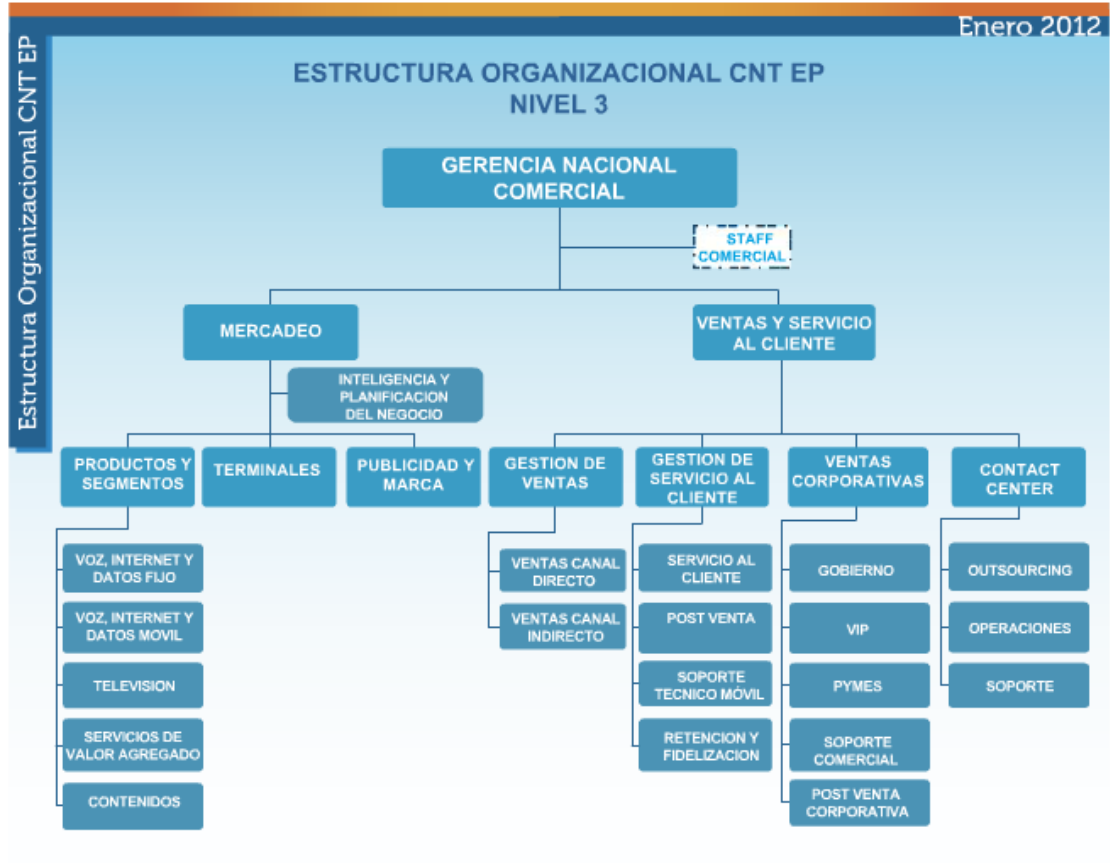 Enero 2012
Estructura Organizacional CNT EP
ESTRUCTURA ORGANIZACIONAL CNT EP
NIVEL 3
GERENCIA NACIONAL
COMERCIAL
STAFF
COMERCIAL
MERCADEO
VENTAS Y SERVICIO
AL CLIENTE
INTELIGENCIA Y
PLANIFICACION
DEL NEGOCIO
PRODUCTOS Y
SEGMENTOS
TERMINALES
PUBLICIDAD Y
MARCA
GESTION DE
VENTAS
GESTION DE
SERVICIO AL
CLIENTE
VENTAS
CORPORATIVAS
CONTACT
CENTER
VOZ, INTERNET Y
DATOS FIJO
VOZ, INTERNET Y
DATOS MOVIL
TELEVISION
SERVICIOS DE
VALOR AGREGADO
CONTENIDOS
VENTAS CANAL
DIRECTO
VENTAS CANAL
INDIRECTO
SERVICIO AL
CLIENTE
POST VENTA
SOPORTE
TECNICO MÓVIL
RETENCION Y
FIDELIZACION
GOBIERNO
VIP
PYMES
SOPORTE
COMERCIAL
POST VENTA
CORPORATIVA
OUTSOURCING
OPERACIONES
SOPORTE